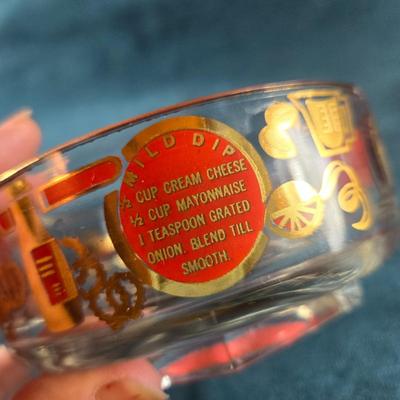 MILD DIP
½ CUP CREAM CHEESE
½ CUP MAYONNAISE
1 TEASPOON GRATED
ONION. BLEND TILL
SMOOTH.